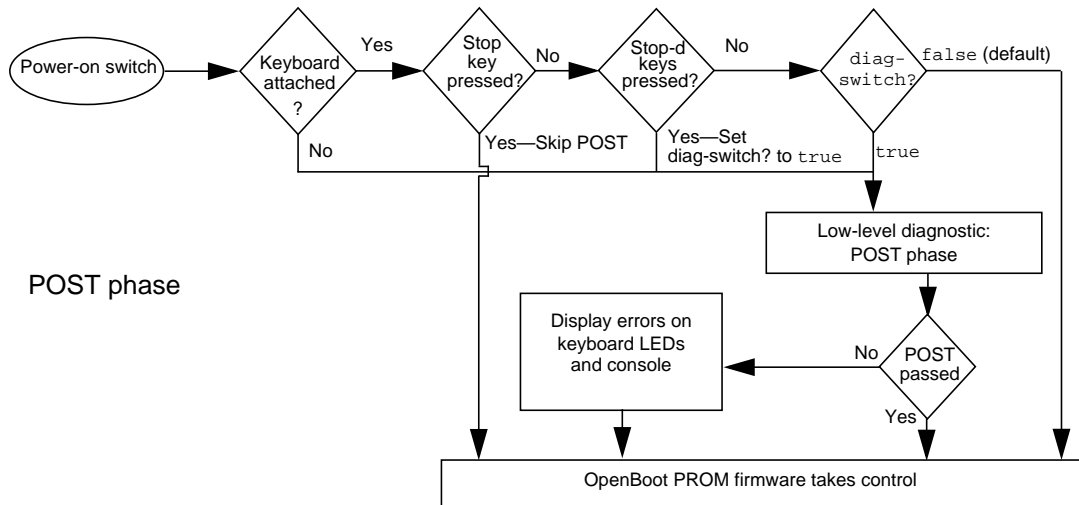 Power-on switch
Keyboard
attached
?
Yes
Stop
key
pressed?
No
Stop-d
keys
pressed?
No
diag-
switch?
false (default)
No
Yes—Skip POST
Yes—Set
diag-switch? to true
true
Low-level diagnostic:
POST phase
POST phase
Display errors on
keyboard LEDs
and console
No
POST
passed
Yes
OpenBoot PROM firmware takes control